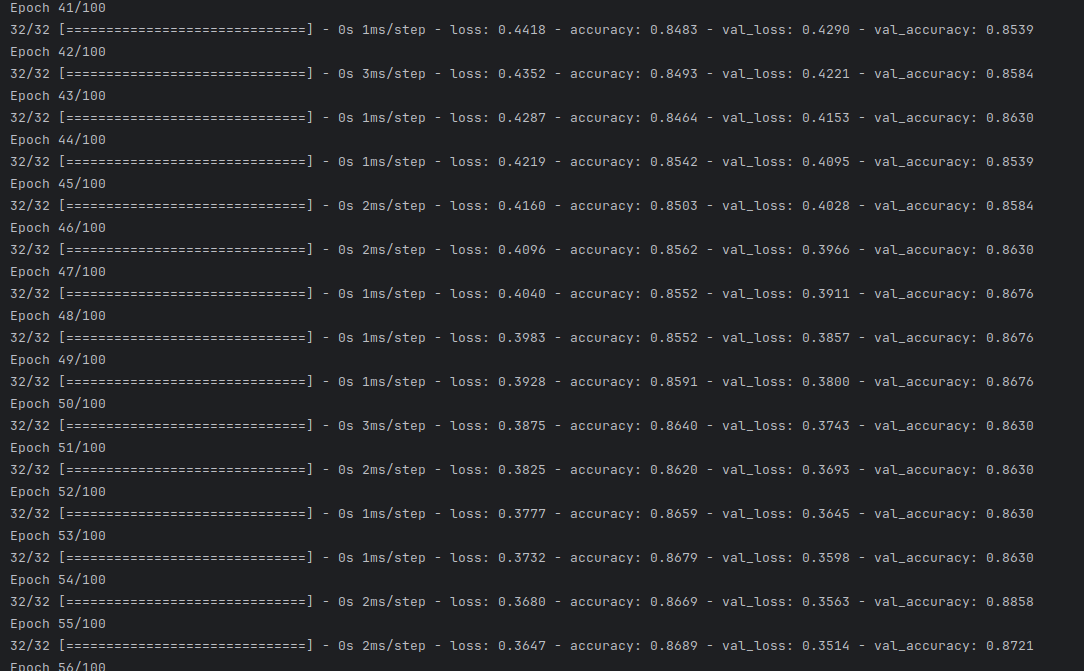 Epoch 41/100
32/32 [==============================] - 0s 1ms/step - loss: 0.4418 - accuracy: 0.8483 - val_loss: 0.4290 - val_accuracy: 0.8539
Epoch 42/100
32/32 [==============================] - 0s 3ms/step - loss: 0.4352 - accuracy: 0.8493 - val_loss: 0.4221 - val_accuracy: 0.8584
Epoch 43/100
32/32 [==============================] - 0s 1ms/step - loss: 0.4287 - accuracy: 0.8464 - val_loss: 0.4153 - val_accuracy: 0.8630
Epoch 44/100
32/32 [==============================] - 0s 1ms/step - loss: 0.4219 - accuracy: 0.8542 - val_loss: 0.4095 - val_accuracy: 0.8539
Epoch 45/100
32/32 [==============================] - 0s 2ms/step - loss: 0.4160 - accuracy: 0.8503 - val_loss: 0.4028 - val_accuracy: 0.8584
Epoch 46/100
32/32 [==============================] - 0s 2ms/step - loss: 0.4096 - accuracy: 0.8562 - val_loss: 0.3966 - val_accuracy: 0.8630
Epoch 47/100
32/32 [==============================] - 0s 1ms/step - loss: 0.4040 - accuracy: 0.8552 - val_loss: 0.3911 - val_accuracy: 0.8676
Epoch 48/100
32/32 [==============================] - 0s 1ms/step - loss: 0.3983 - accuracy: 0.8552 - val_loss: 0.3857 - val_accuracy: 0.8676
Epoch 49/100
32/32 [==============================] - 0s 1ms/step - loss: 0.3928 - accuracy: 0.8591 - val_loss: 0.3800 - val_accuracy: 0.8676
Epoch 50/100
32/32 [==============================] - 0s 3ms/step - loss: 0.3875 - accuracy: 0.8640 - val_loss: 0.3743 - val_accuracy: 0.8630
Epoch 51/100
32/32 [==============================] - 0s 2ms/step - loss: 0.3825 - accuracy: 0.8620 - val_loss: 0.3693 - val_accuracy: 0.8630
Epoch 52/100
32/32 [==============================] - 0s 1ms/step - loss: 0.3777 - accuracy: 0.8659 - val_loss: 0.3645 - val_accuracy: 0.8630
Epoch 53/100
32/32 [==============================] - 0s 1ms/step - loss: 0.3732 - accuracy: 0.8679 - val_loss: 0.3598 - val_accuracy: 0.8630
Epoch 54/100
32/32 [==============================] - 0s 2ms/step - loss: 0.3680 - accuracy: 0.8669 - val_loss: 0.3563 - val_accuracy: 0.8858
Epoch 55/100
32/32 [==============================] - 0s 2ms/step - loss: 0.3647 - accuracy: 0.8689 - val_loss: 0.3514 - val_accuracy: 0.8721
Epoch 56/100